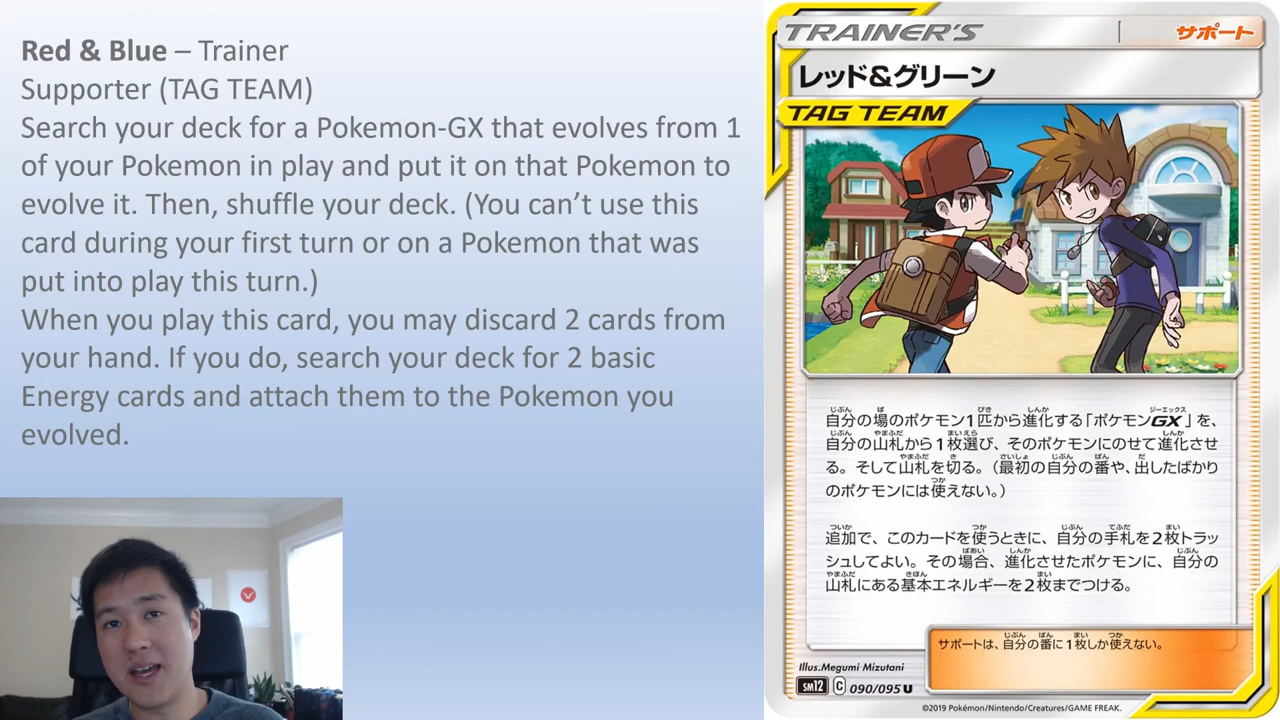 Red & Blue – Trainer
Supporter (TAG TEAM)
Search your deck for a Pokemon-GX that evolves from 1
of your Pokemon in play and put it on that Pokemon to
evolve it. Then, shuffle your deck. (You can’t use this
card during your first turn or on a Pokemon that was
put into play this turn.)
When you play this card, you may discard 2 cards from
your hand. If you do, search your deck for 2 basic
Energy cards and attach them to the Pokemon you
evolved.
TRAINER'S
サポート
レッド&グリーン
TAG TEAM
自分の場のポケモン1匹から進化する「ポケモンGX」を、
自分の山札から1枚選び、そのポケモンにのせて進化させ
る。そして山札を切る。（最初の自分の番や、出したばかり
のポケモンには使えない。）
追加で、このカードを使うときに、自分の手札を2枚トラッ
シュしてよい。その場合、進化させたポケモンに、自分の
山札にある基本エネルギーを2枚までつける。
サポートは、自分の番に1枚しか使えない。
Illus.Megumi Mizutani
SM12 C 090/095 U
©2019 Pokémon/Nintendo/Creatures/GAME FREAK.